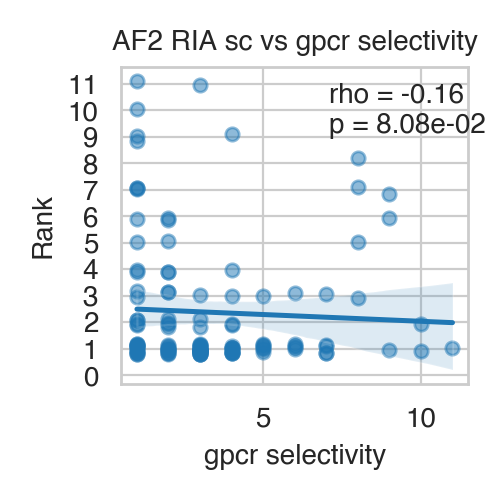 AF2 RIA sc vs gpcr selectivity
rho = -0.16
p = 8.08e-02
11
10
9
8
7
6
5
4
3
2
1
0
Rank
5 10
gpcr selectivity